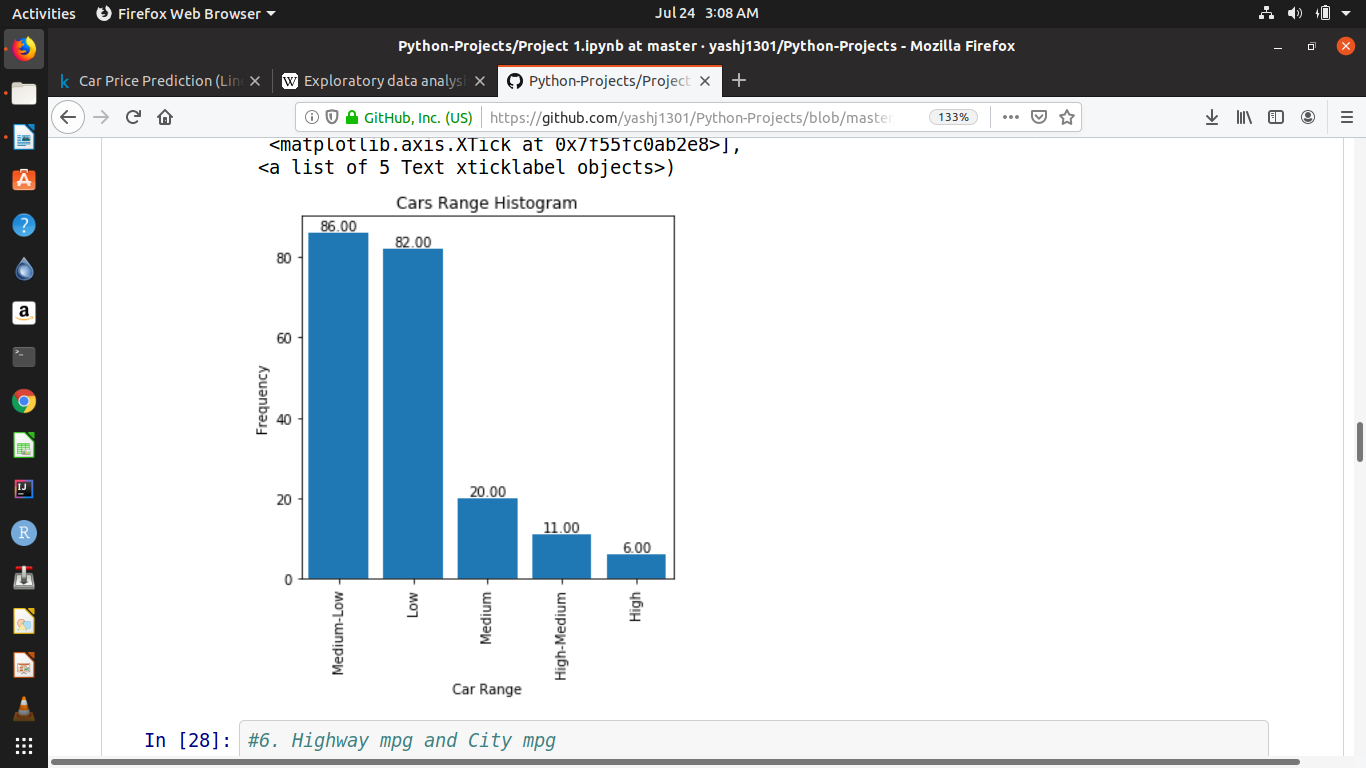 Activities Firefox Web Browser Jul 24 3:08 AM
Python-Projects/Project 1.ipynb at master · yashj1301/Python-Projects - Mozilla Firefox
Car Price Prediction (Lin Exploratory data analysi Python-Projects/Project
GitHub, Inc. (US) https://github.com/yashj1301/Python-Projects/blob/master 133%
<matplotlib.axis.XTick at 0x7f55fc0ab2e8>],
<a list of 5 Text xticklabel objects>)
Cars Range Histogram
86.00
82.00
80
60
Frequency
40
20.00
20
11.00
6.00
0
Medium-Low
Low
Medium
High-Medium
High
Car Range
In [28]: #6. Highway mpg and City mpg